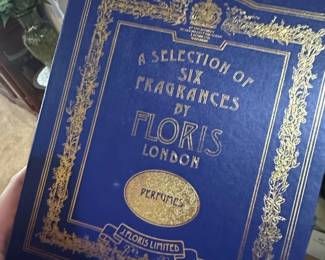 A SELECTION OF
SIX
FRAGRANCES
BY
FLORIS
LONDON
PERFUMES
J. FLORIS LIMITED